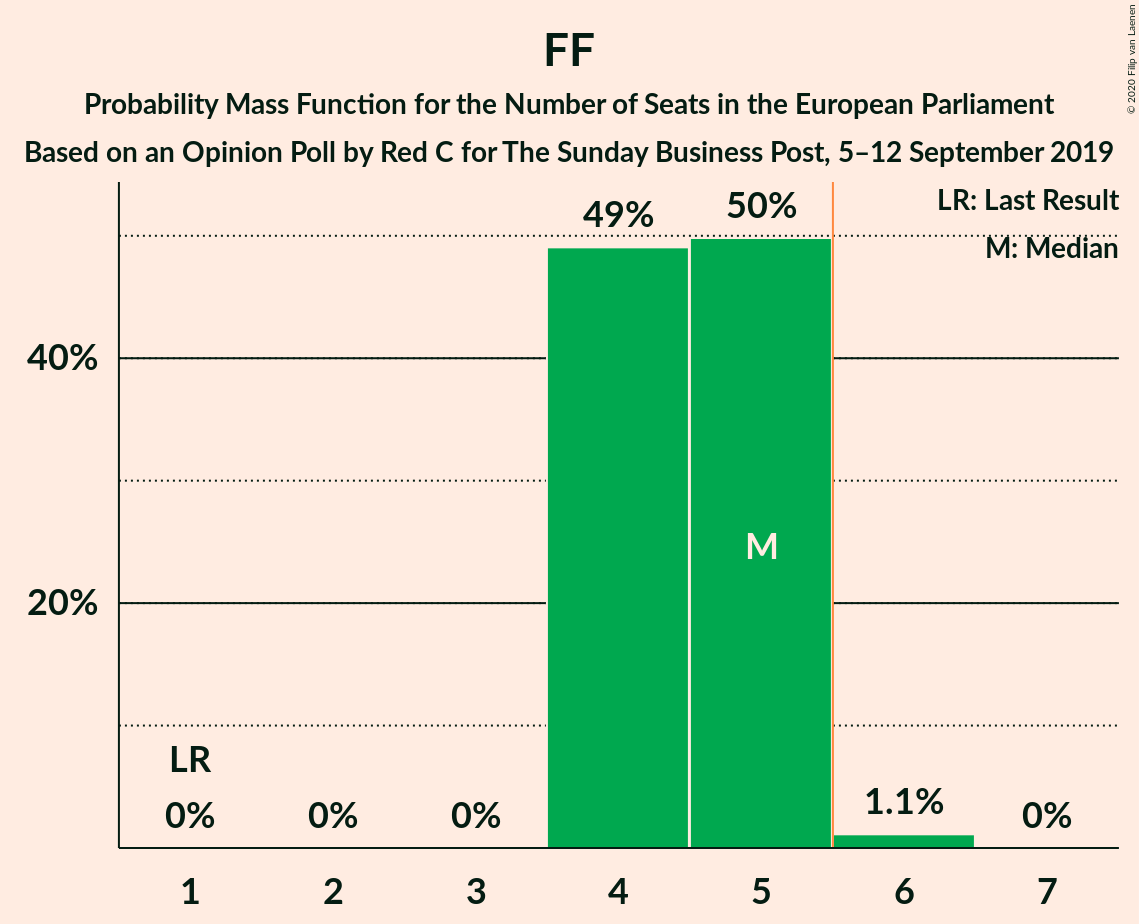 FF
Probability Mass Function for the Number of Seats in the European Parliament
Based on an Opinion Poll by Red C for The Sunday Business Post, 5–12 September 2019
© 2020 Filip van Laenen
LR: Last Result
M: Median
49%
50%
40%
M
20%
LR
0%
0%
0%
1.1%
0%
1
2
3
4
5
6
7